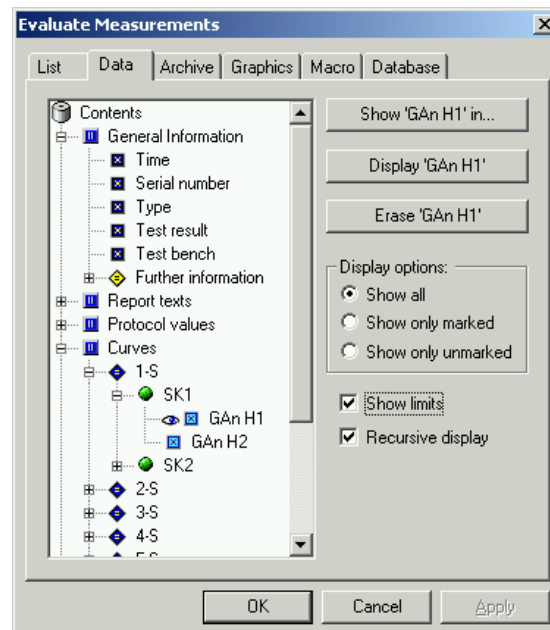 Evaluate Measurements
List Data Archive Graphics Macro Database
Contents
General Information
Time
Serial number
Type
Test result
Test bench
Further information
Report texts
Protocol values
Curves
1-S
SK1
GAn H1
GAn H2
SK2
2-S
3-S
4-S
Show 'GAn H1' in...
Display 'GAn H1'
Erase 'GAn H1'
Display options:
Show all
Show only marked
Show only unmarked
Show limits
Recursive display
OK Cancel Apply